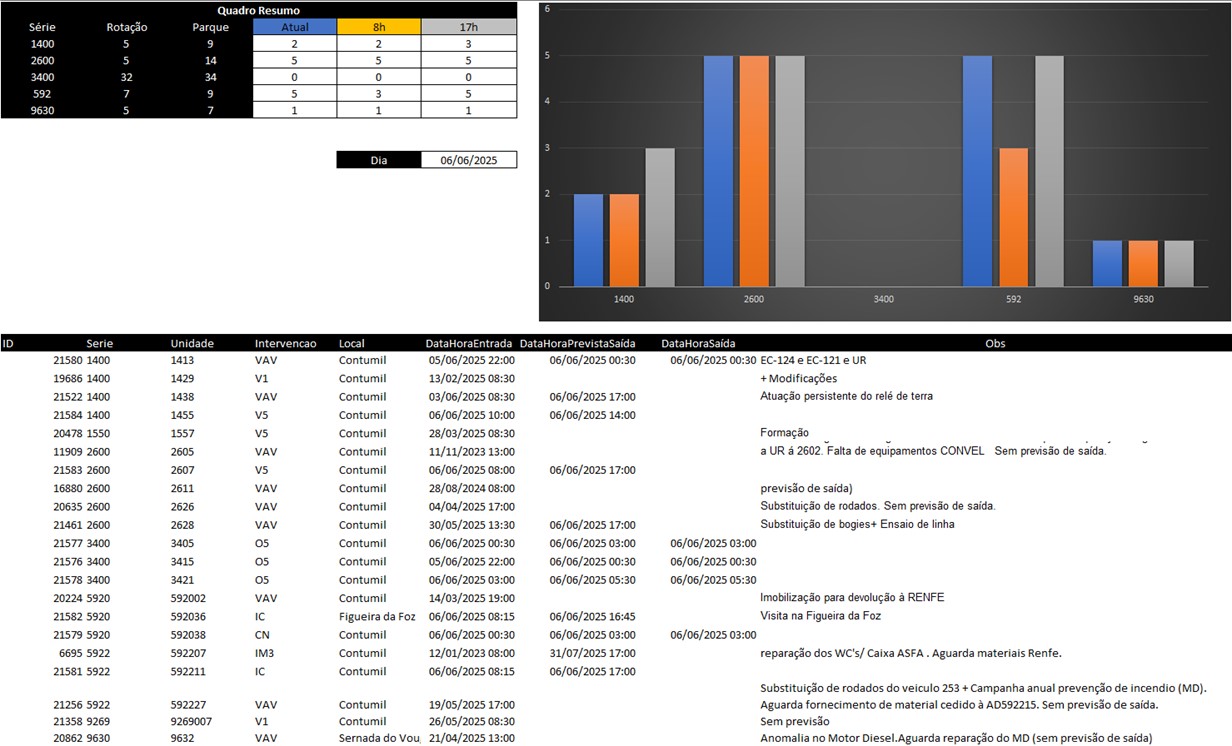 Quadro Resumo
Série Rotação Parque Atual 8h 17h
1400 5 9 2 2 3
2600 5 14 5 5 5
3400 32 34 0 0 0
592 7 9 5 3 5
9630 5 7 1 1 1
Dia 06/06/2025
6
5
4
3
2
1
0
1400 2600 3400 592 9630
ID Serie Unidade Intervencao Local DataHoraEntrada DataHoraPrevistaSaída DataHoraSaída Obs
21580 1400 1413 VAV Contumil 05/06/2025 22:00 06/06/2025 00:30 06/06/2025 00:30 EC-124 e EC-121 e UR
19686 1400 1429 V1 Contumil 13/02/2025 08:30 + Modificações
21522 1400 1438 VAV Contumil 03/06/2025 08:30 06/06/2025 17:00 Atuação persistente do relé de terra
21584 1400 1455 V5 Contumil 06/06/2025 10:00 06/06/2025 14:00
20478 1550 1557 V5 Contumil 28/03/2025 08:30 Formação
11909 2600 2605 VAV Contumil 11/11/2023 13:00 a UR á 2602. Falta de equipamentos CONVEL Sem previsão de saída.
21583 2600 2607 V5 Contumil 06/06/2025 08:00 06/06/2025 17:00
16880 2600 2611 VAV Contumil 28/08/2024 08:00 previsão de saída)
20635 2600 2626 VAV Contumil 04/04/2025 17:00 Substituição de rodados. Sem previsão de saída.
21461 2600 2628 VAV Contumil 30/05/2025 13:30 06/06/2025 17:00 Substituição de bogies+ Ensaio de linha
21577 3400 3405 O5 Contumil 06/06/2025 00:30 06/06/2025 03:00 06/06/2025 03:00
21576 3400 3415 O5 Contumil 05/06/2025 22:00 06/06/2025 00:30 06/06/2025 00:30
21578 3400 3421 O5 Contumil 06/06/2025 03:00 06/06/2025 05:30 06/06/2025 05:30
20224 5920 592002 VAV Contumil 14/03/2025 19:00 Imobilização para devolução à RENFE
21582 5920 592036 IC Figueira da Foz 06/06/2025 08:15 06/06/2025 16:45 Visita na Figueira da Foz
21579 5920 592038 CN Contumil 06/06/2025 00:30 06/06/2025 03:00 06/06/2025 03:00
6695 5922 592207 IM3 Contumil 12/01/2023 08:00 31/07/2025 17:00 reparação dos WC's/ Caixa ASFA . Aguarda materiais Renfe.
21581 5922 592211 IC Contumil 06/06/2025 08:15 06/06/2025 17:00
Substituição de rodados do veiculo 253 + Campanha anual prevenção de incendio (MD).
21256 5922 592227 VAV Contumil 19/05/2025 17:00 Aguarda fornecimento de material cedido à AD592215. Sem previsão de saída.
21358 9269 9269007 V1 Contumil 26/05/2025 08:30 Sem previsão
20862 9630 9632 VAV Sernada do Vou 21/04/2025 13:00 Anomalia no Motor Diesel.Aguarda reparação do MD (sem previsão de saída)